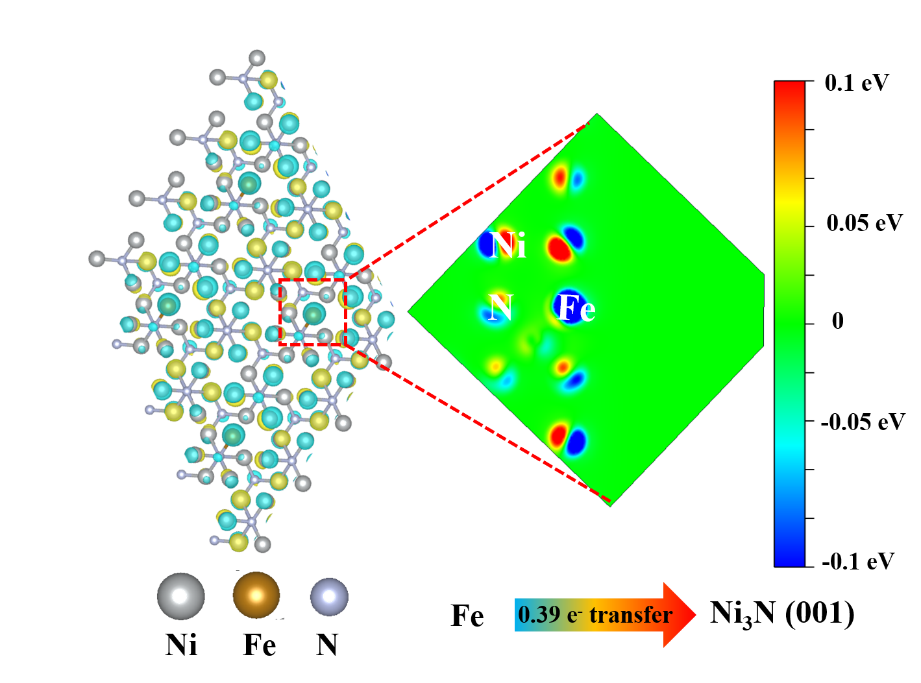 0.1 eV
0.05 eV
0
-0.05 eV
-0.1 eV
Ni
N
Fe
Ni Fe N
Fe 0.39 e⁻ transfer Ni₃N (001)